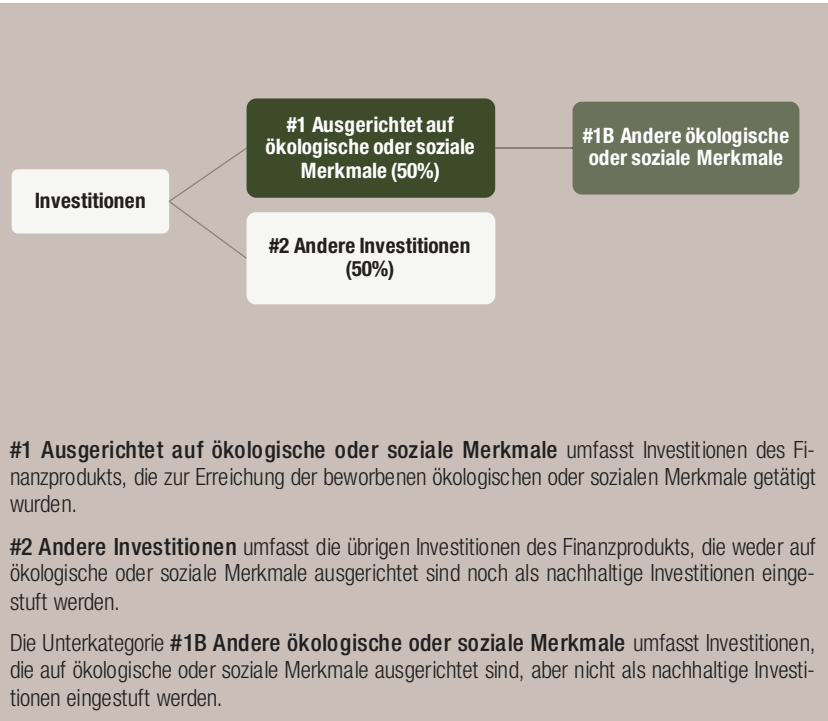 #1 Ausgerichtet auf
ökologische oder soziale
Merkmale (50%)
#1B Andere ökologische
oder soziale Merkmale
Investitionen
#2 Andere Investitionen
(50%)
#1 Ausgerichtet auf ökologische oder soziale Merkmale umfasst Investitionen des Fi-
nanzprodukts, die zur Erreichung der beworbenen ökologischen oder sozialen Merkmale getätigt
wurden.
#2 Andere Investitionen umfasst die übrigen Investitionen des Finanzprodukts, die weder auf
ökologische oder soziale Merkmale ausgerichtet sind noch als nachhaltige Investitionen einge-
stuft werden.
Die Unterkategorie #1B Andere ökologische oder soziale Merkmale umfasst Investitionen,
die auf ökologische oder soziale Merkmale ausgerichtet sind, aber nicht als nachhaltige Investi-
tionen eingestuft werden.